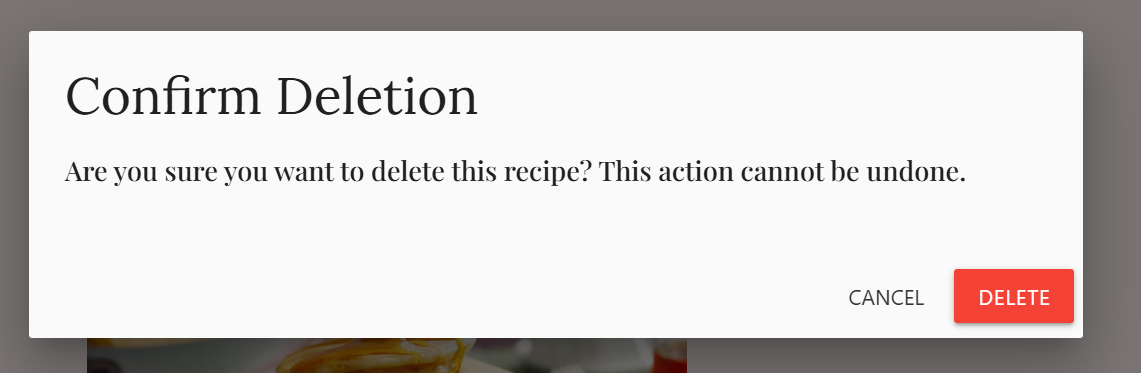 Confirm Deletion
Are you sure you want to delete this recipe? This action cannot be undone.
CANCEL
DELETE